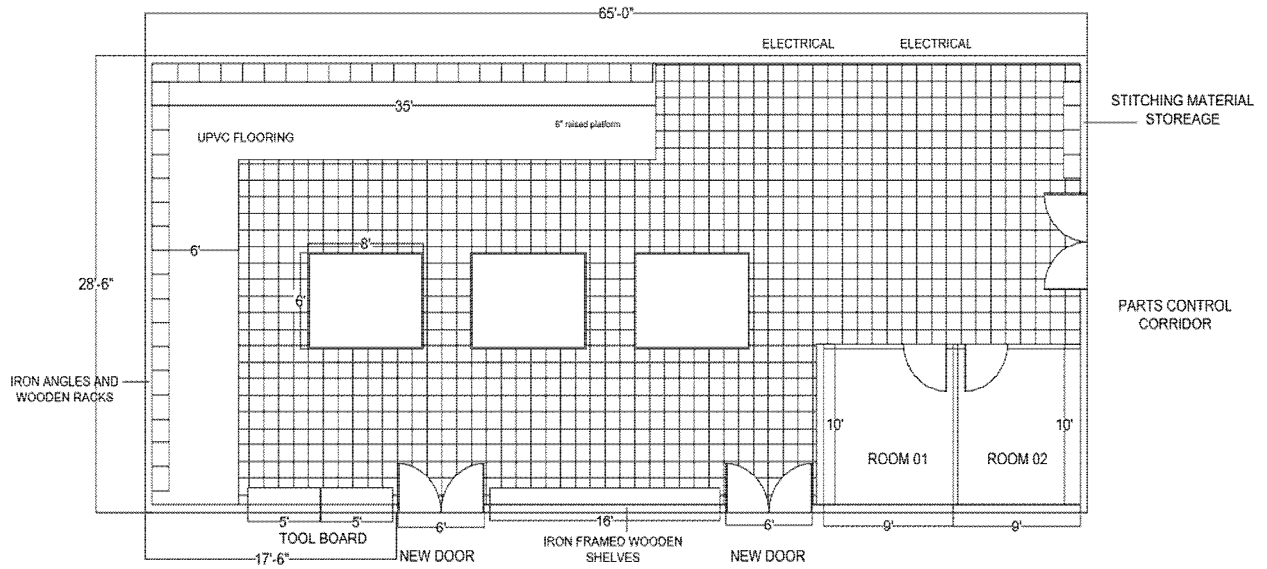 65'-0"
ELECTRICAL
ELECTRICAL
35'
STITCHING MATERIAL
STOREAGE
6" raised platform
UPVC FLOORING
8'
6'
28'-6"
6'
PARTS CONTROL
CORRIDOR
IRON ANGLES AND
WOODEN RACKS
10'
10'
ROOM 01
ROOM 02
5'
5'
6'
16'
6'
9'
9'
TOOL BOARD
IRON FRAMED WOODEN
SHELVES
17'-6"
NEW DOOR
NEW DOOR